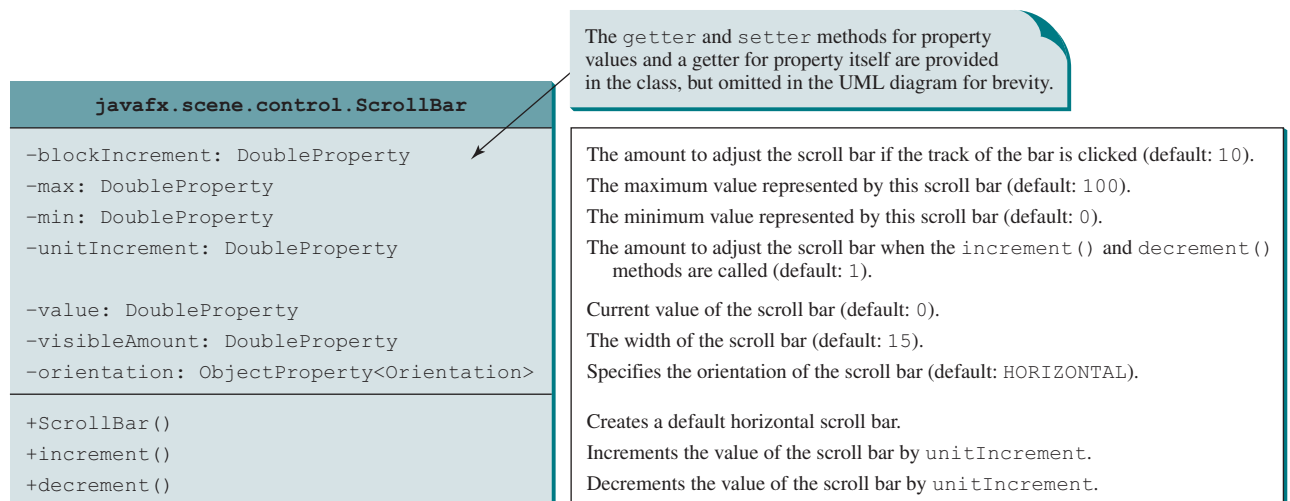 The getter and setter methods for property
values and a getter for property itself are provided
in the class, but omitted in the UML diagram for brevity.
javafx.scene.control.ScrollBar
-blockIncrement: DoubleProperty
The amount to adjust the scroll bar if the track of the bar is clicked (default: 10).
-max: DoubleProperty
The maximum value represented by this scroll bar (default: 100).
-min: DoubleProperty
The minimum value represented by this scroll bar (default: 0).
-unitIncrement: DoubleProperty
The amount to adjust the scroll bar when the increment() and decrement()
methods are called (default: 1).
-value: DoubleProperty
Current value of the scroll bar (default: 0).
-visibleAmount: DoubleProperty
The width of the scroll bar (default: 15).
-orientation: ObjectProperty<Orientation>
Specifies the orientation of the scroll bar (default: HORIZONTAL).
+ScrollBar()
Creates a default horizontal scroll bar.
+increment()
Increments the value of the scroll bar by unitIncrement.
+decrement()
Decrements the value of the scroll bar by unitIncrement.